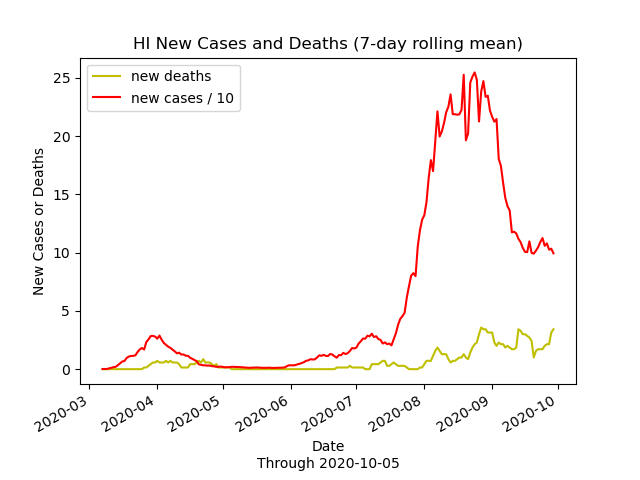 HI New Cases and Deaths (7-day rolling mean)
new deaths
new cases / 10
25
20
15
10
5
0
New Cases or Deaths
2020-03
2020-04
2020-05
2020-06
2020-07
2020-08
2020-09
2020-10
Date
Through 2020-10-05